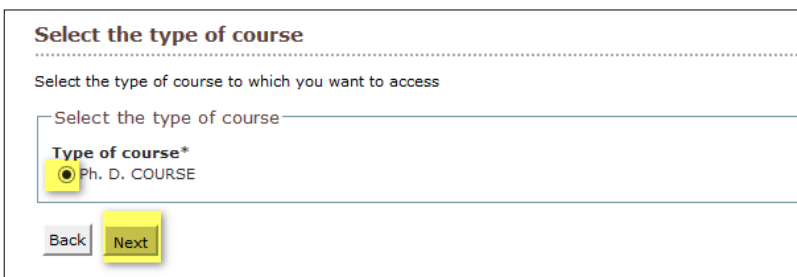 Select the type of course
Select the type of course to which you want to access
Select the type of course
Type of course*
Ph. D. COURSE
Back Next